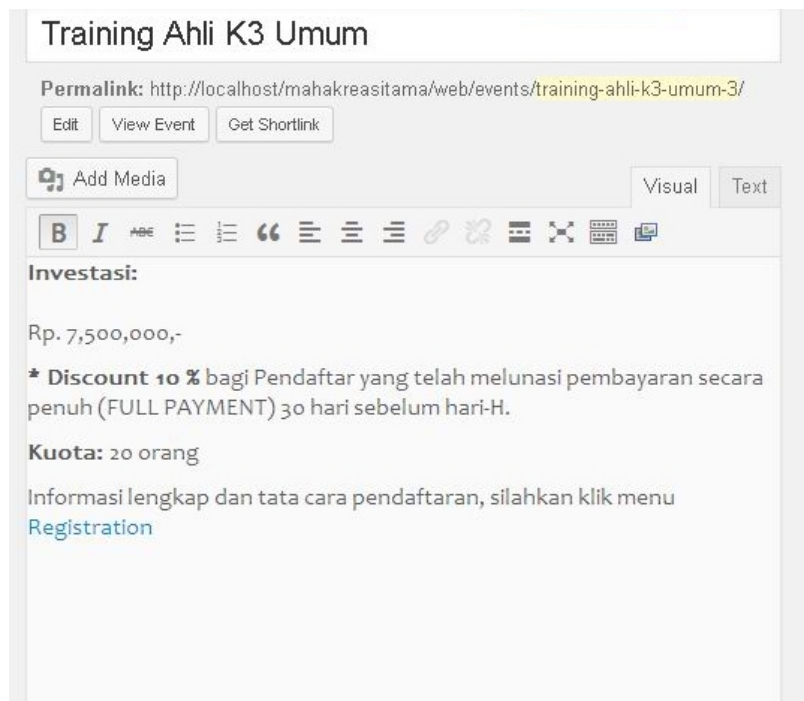 Training Ahli K3 Umum
Permalink: http://localhost/mahakreasitama/web/events/training-ahli-k3-umum-3/
Edit View Event Get Shortlink
Add Media
Visual Text
B I ABC
Investasi:
Rp. 7,500,000,-
* Discount 10 % bagi Pendaftar yang telah melunasi pembayaran secara
penuh (FULL PAYMENT) 30 hari sebelum hari-H.
Kuota: 20 orang
Informasi lengkap dan tata cara pendaftaran, silahkan klik menu
Registration